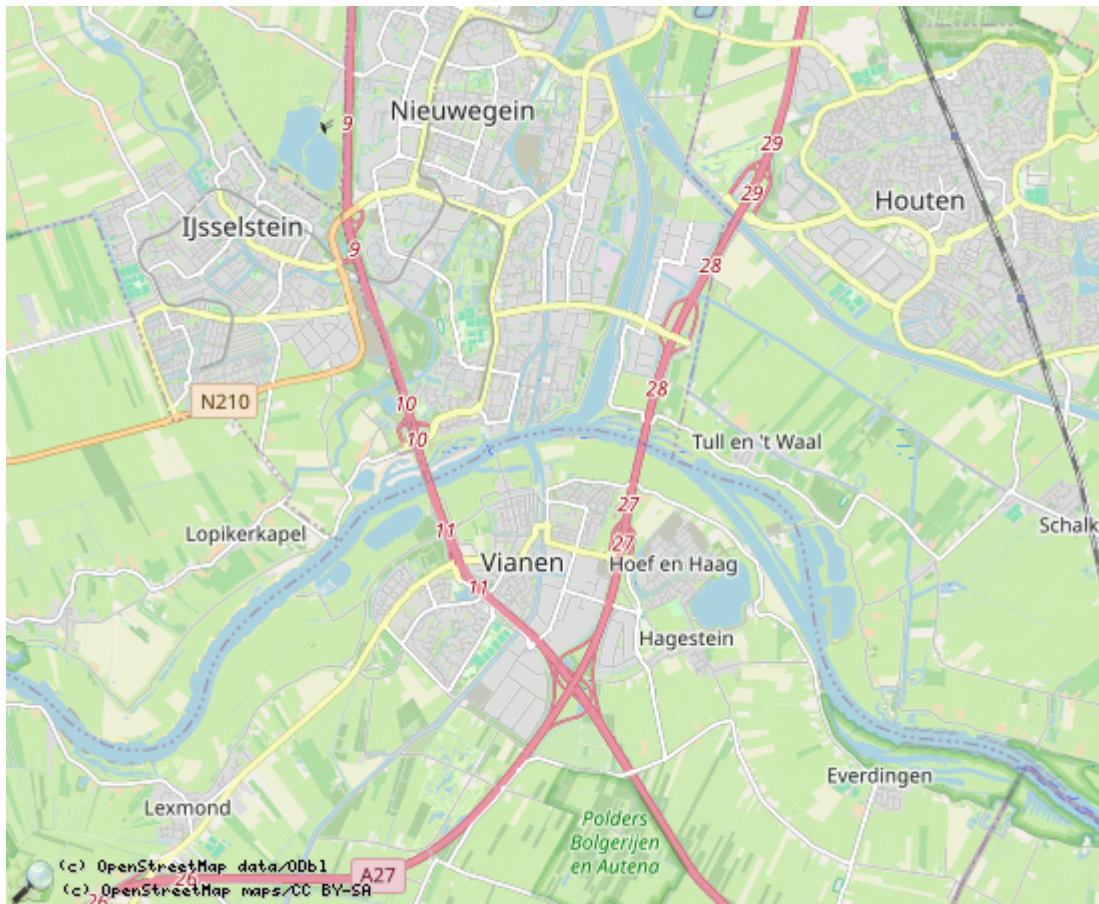 9
Nieuwegein
29
29
Houten
IJsselstein
9
28
28
N210
10
10
Tull en 't Waal
27
Schalk
Lopikerkapel
11
27
Vianen
Hoef en Haag
11
Hagestein
Everdingen
Lexmond
Polders
Bolgerijen
en Autena
(c) OpenStreetMap data/ODbl
A27
26
(c) OpenStreetMap maps/CC BY-SA
26